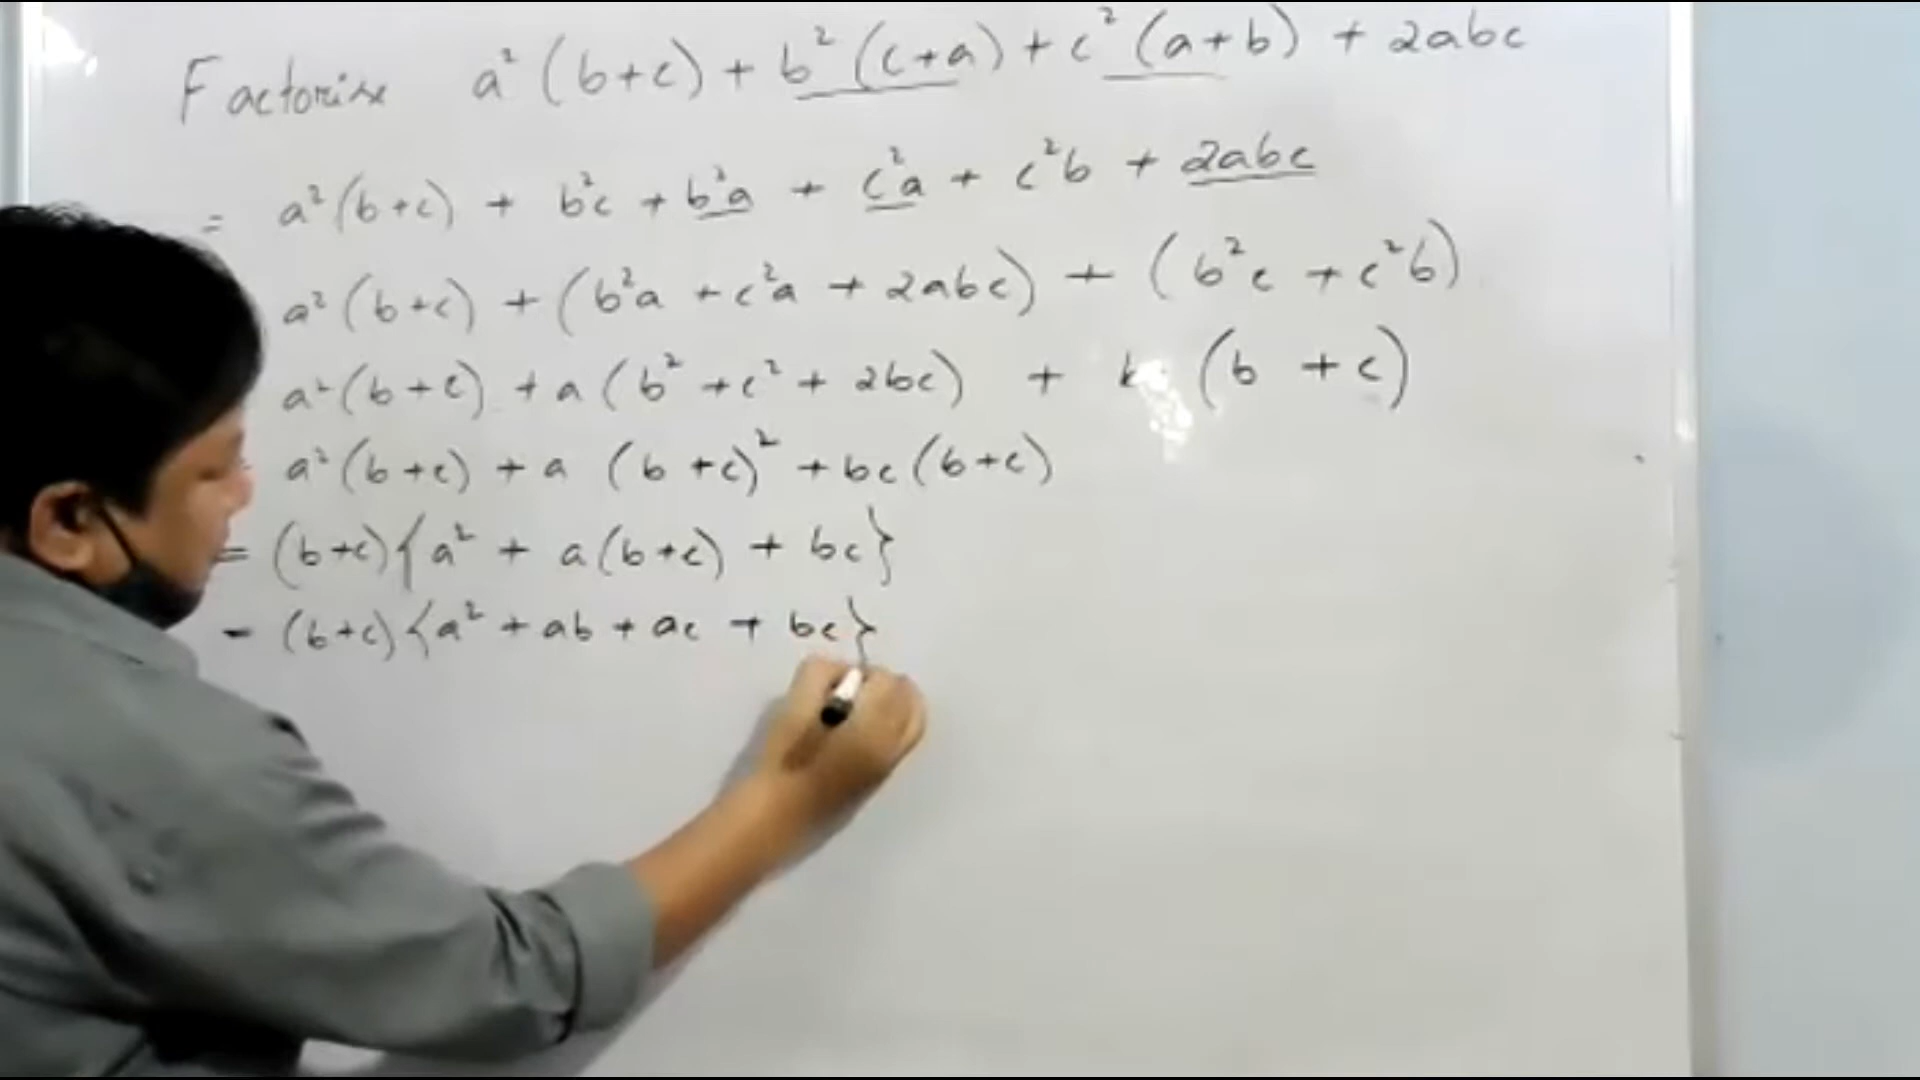 Factorise a²(b+c) + b²(c+a) + c²(a+b) + 2abc
= a²(b+c) + b²c + b²a + c²a + c²b + 2abc
a²(b+c) + (b²a + c²a + 2abc) + (b²c + c²b)
a²(b+c) + a(b² + c² + 2bc) + b (b + c)
a²(b+c) + a (b+c)² + bc(b+c)
= (b+c){a² + a(b+c) + bc}
- (b+c){a² + ab + ac + bc}